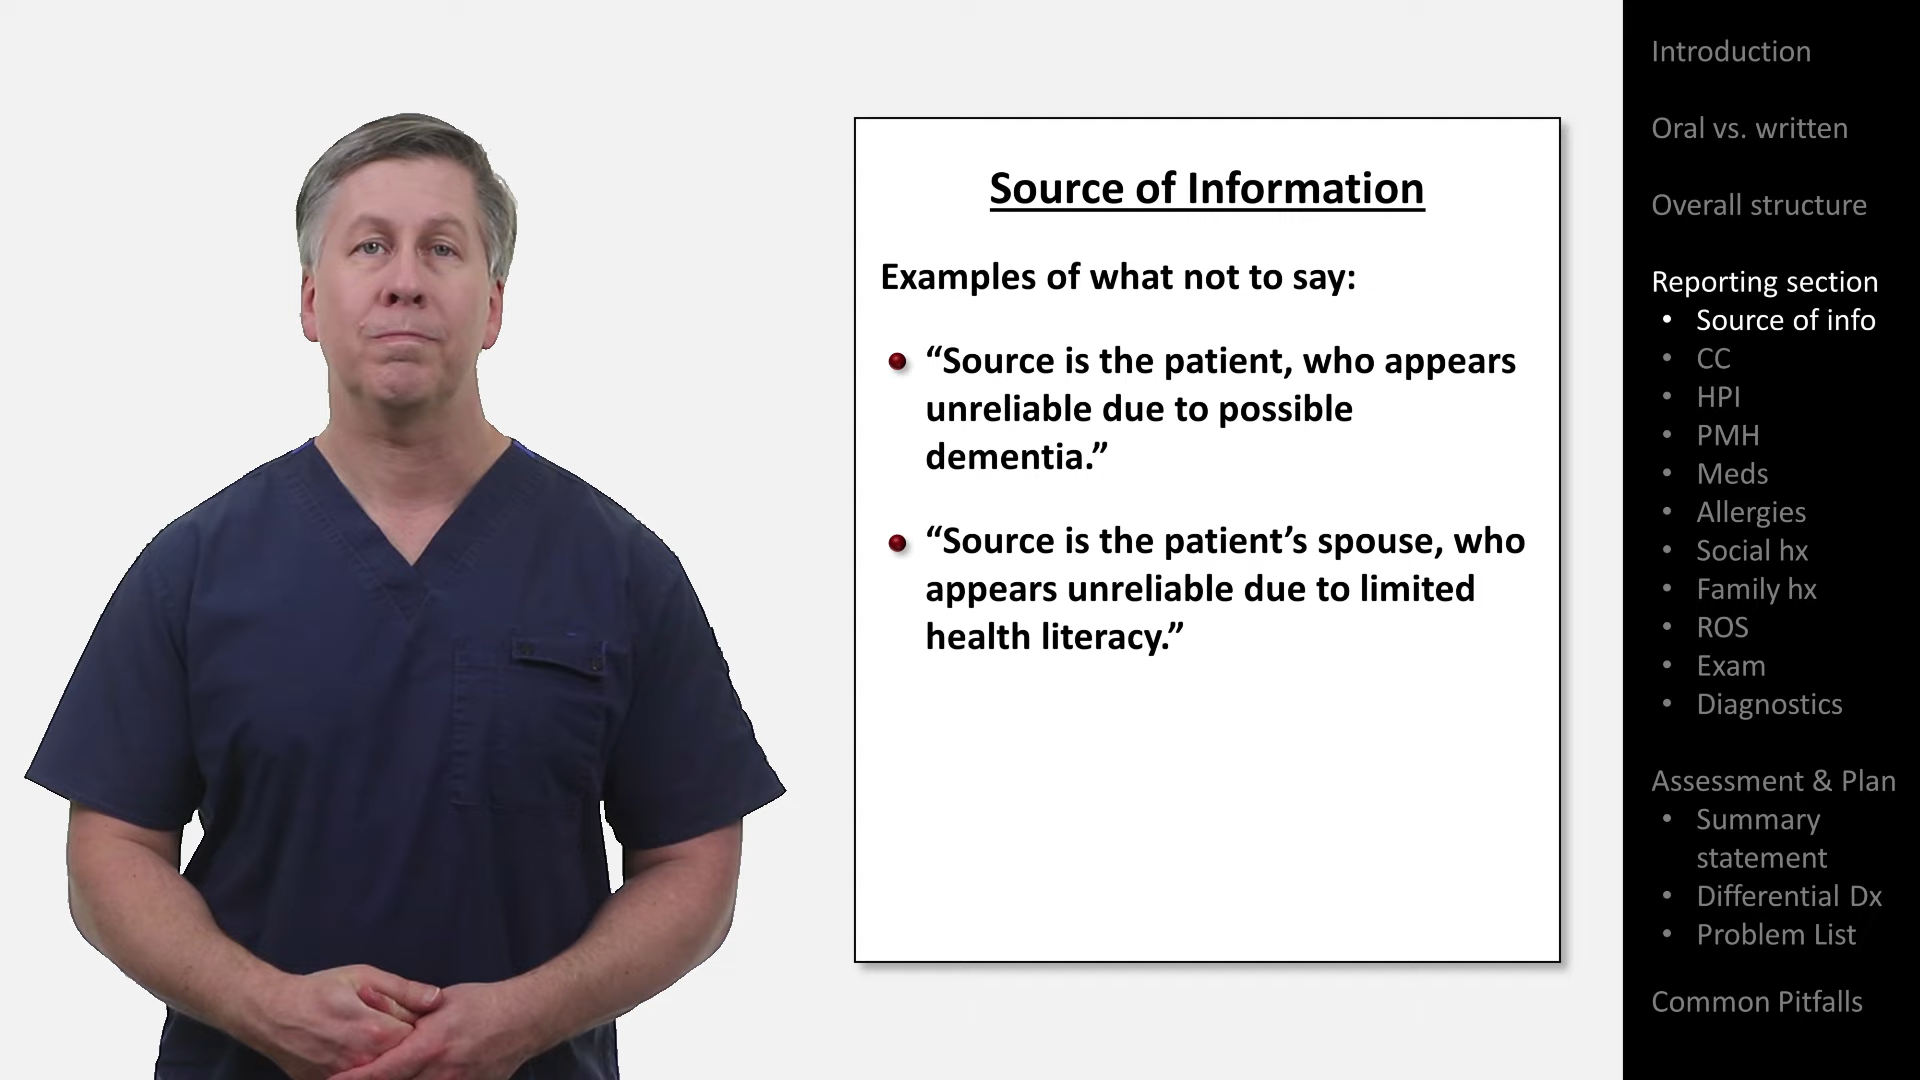 Source of Information
Examples of what not to say:
• “Source is the patient, who appears
unreliable due to possible
dementia.”
• “Source is the patient’s spouse, who
appears unreliable due to limited
health literacy.”
Introduction
Oral vs. written
Overall structure
Reporting section
• Source of info
• CC
• HPI
• PMH
• Meds
• Allergies
• Social hx
• Family hx
• ROS
• Exam
• Diagnostics
Assessment & Plan
• Summary
statement
• Differential Dx
• Problem List
Common Pitfalls